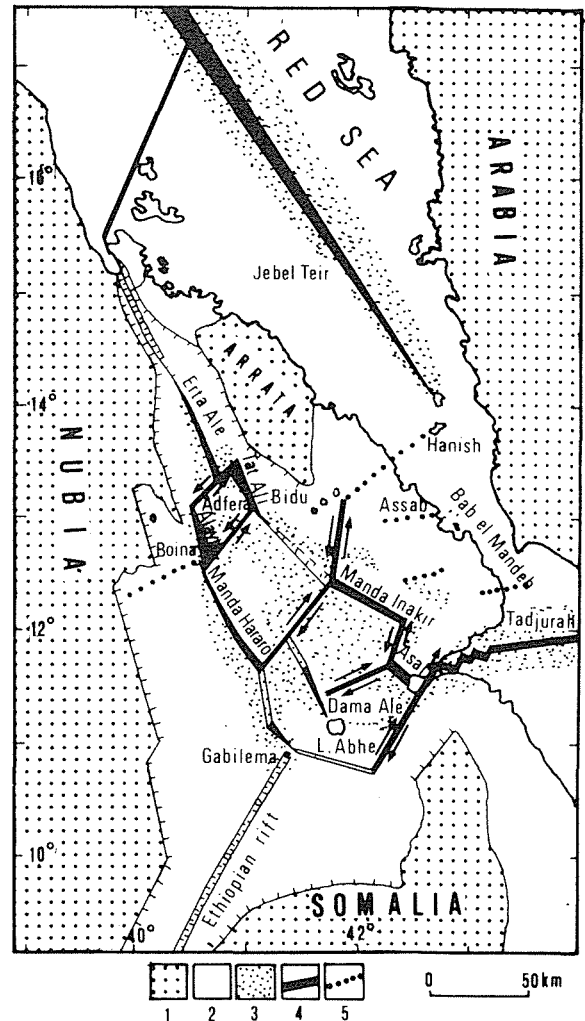 RED SEA
ARABIA
16°
Jebel Teir
ARRATA
14°
Erta Ale
Hanish
NUBIA
Tat Ali
Bidu
Adfera
Assab
Bab el Mandeb
Alayta
Boina
Manda Inakir
Manda Hararo
12°
Tadjurah
Asal
Dama Ale
L. Abhe
Gabilema
Ethiopian rift
10°
SOMALIA
40°
42°
1 2 3 4 5
0 50km